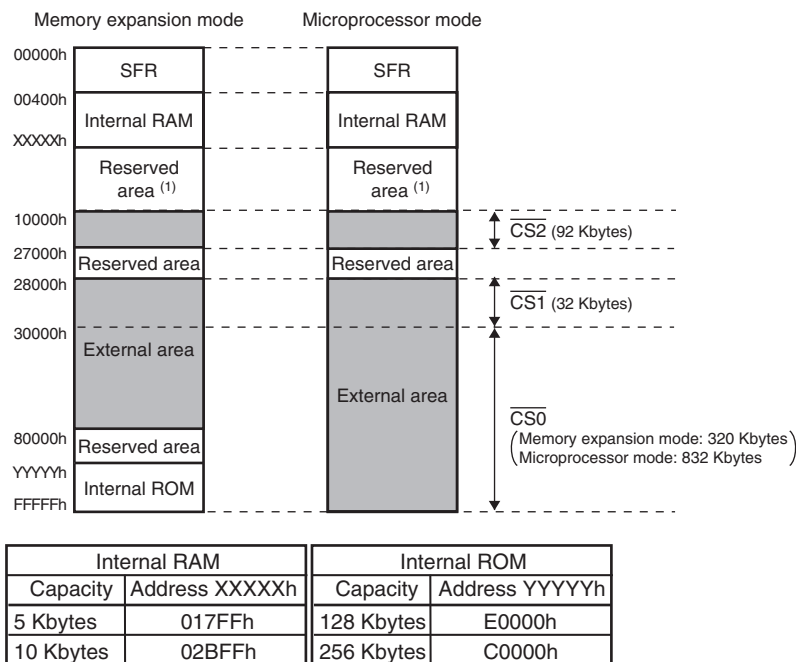 Memory expansion mode Microprocessor mode
00000h
SFR SFR
00400h
Internal RAM Internal RAM
XXXXXh
Reserved area (1) Reserved area (1)
10000h
CS2 (92 Kbytes)
27000h
Reserved area Reserved area
28000h
CS1 (32 Kbytes)
30000h
External area
External area
CS0
(Memory expansion mode: 320 Kbytes
Microprocessor mode: 832 Kbytes)
80000h
Reserved area
YYYYYh
Internal ROM
FFFFFh
Internal RAM Internal ROM
Capacity Address XXXXXh Capacity Address YYYYYh
5 Kbytes 017FFh 128 Kbytes E0000h
10 Kbytes 02BFFh 256 Kbytes C0000h